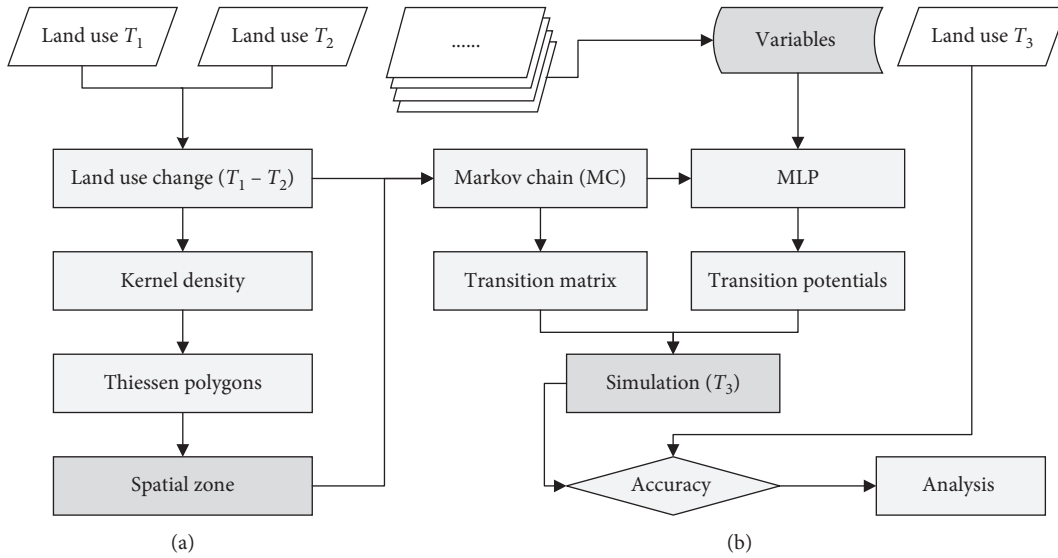 Land use T1
Land use T2
......
Variables
Land use T3
Land use change (T1 – T2)
Markov chain (MC)
MLP
Kernel density
Transition matrix
Transition potentials
Thiessen polygons
Simulation (T3)
Spatial zone
Accuracy
Analysis
(a)
(b)